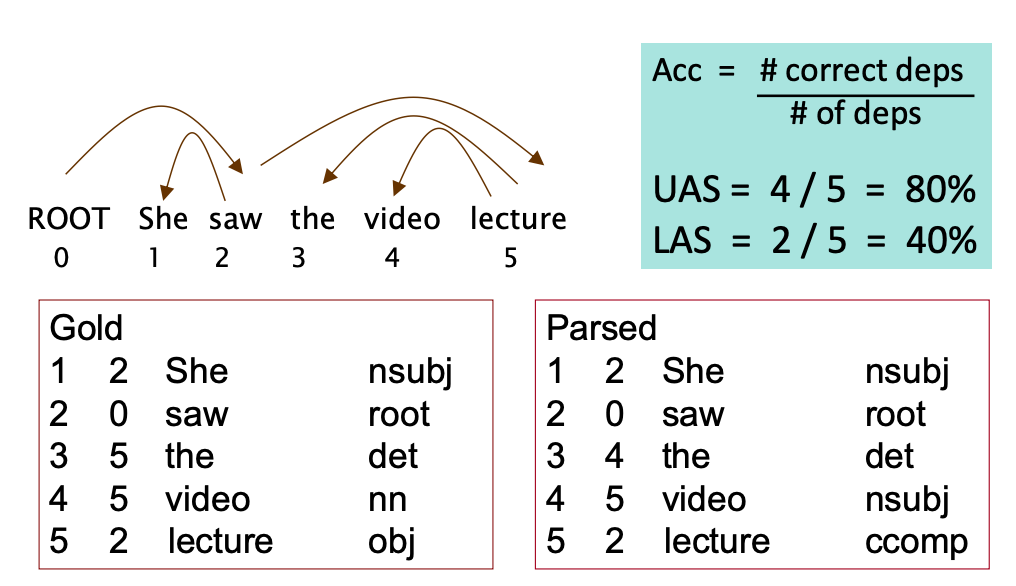 Acc = # correct deps
# of deps
UAS = 4 / 5 = 80%
LAS = 2 / 5 = 40%
ROOT She saw the video lecture
0 1 2 3 4 5
Gold
1 2 She nsubj
2 0 saw root
3 5 the det
4 5 video nn
5 2 lecture obj
Parsed
1 2 She nsubj
2 0 saw root
3 4 the det
4 5 video nsubj
5 2 lecture ccomp